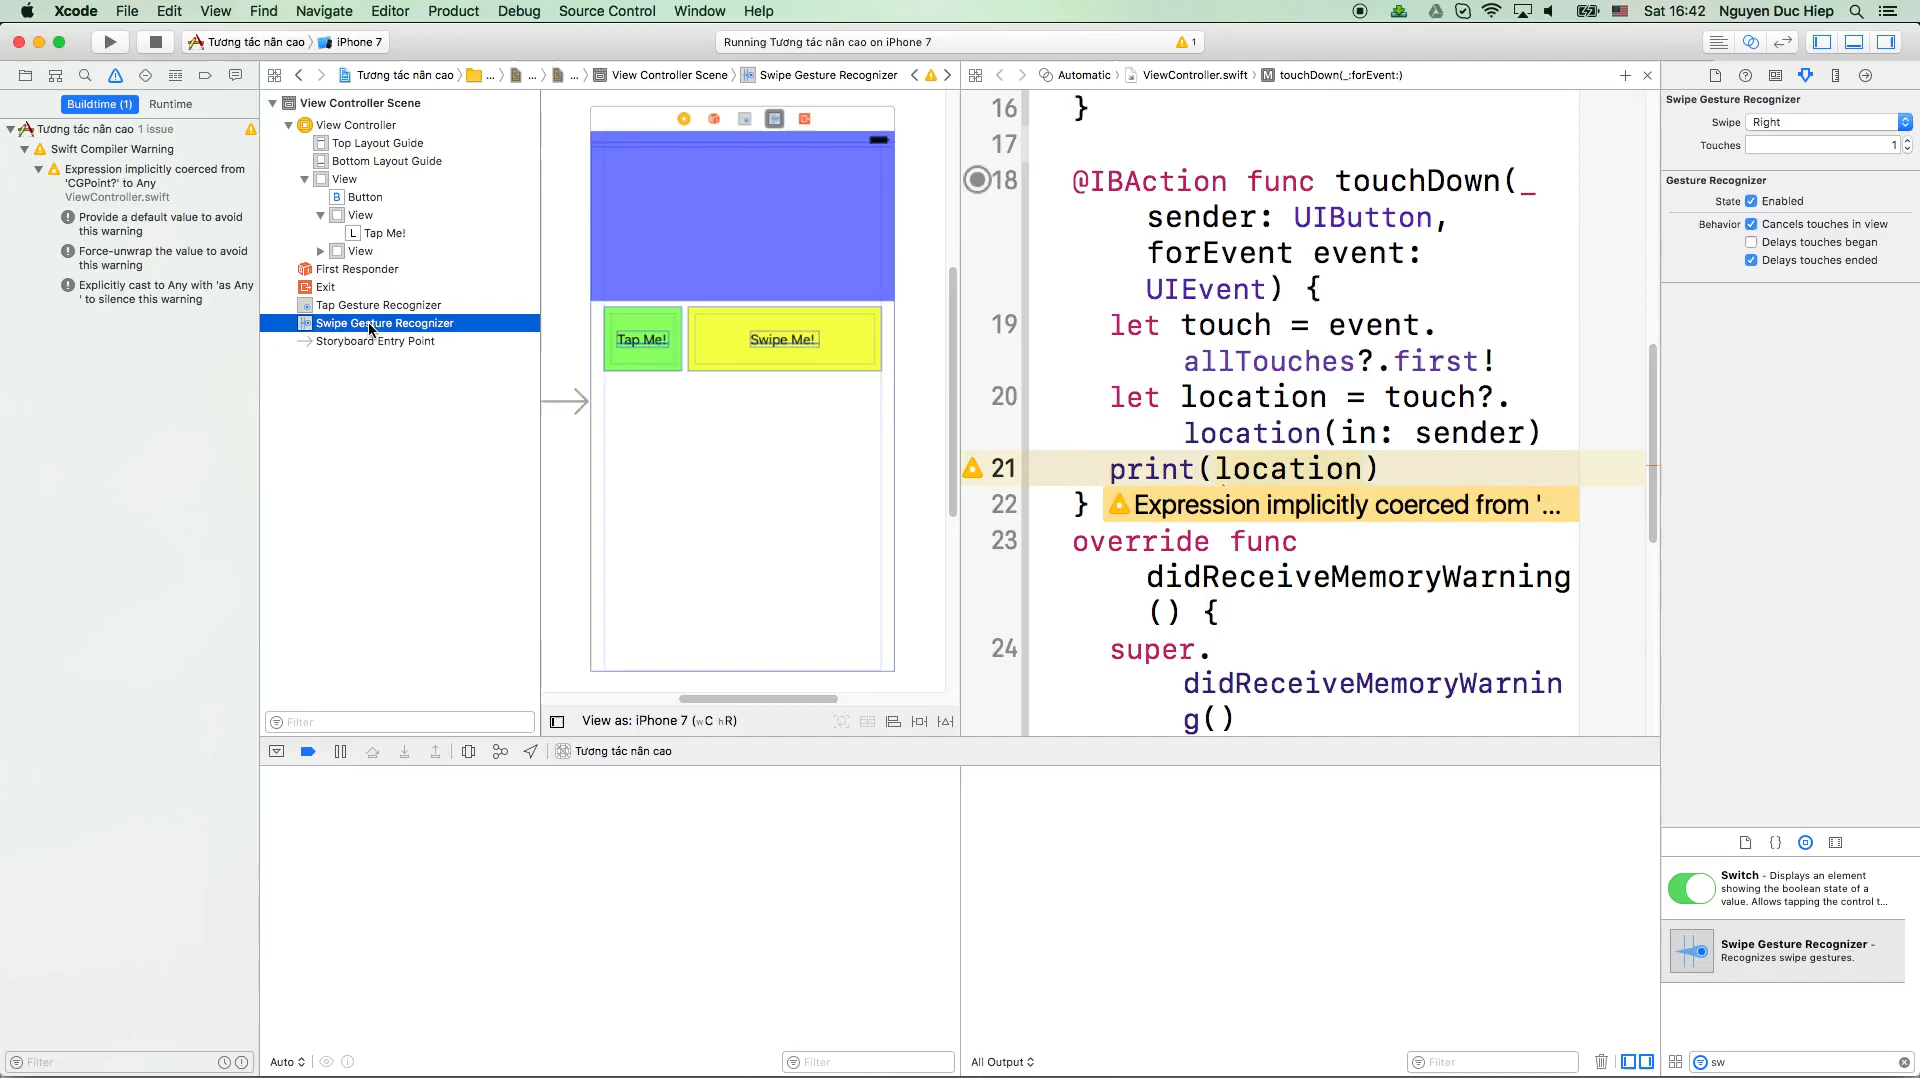 Xcode File Edit View Find Navigate Editor Product Debug Source Control Window Help Sat 16:42 Nguyen Duc Hiep
Tương tác nân cao iPhone 7 Running Tương tác nân cao on iPhone 7 1
Tương tác nân cao ... ... ... View Controller Scene Swipe Gesture Recognizer Automatic ViewController.swift M touchDown(_:forEvent:)
Buildtime (1) Runtime
Tương tác nân cao 1 issue
Swift Compiler Warning
Expression implicitly coerced from
'CGPoint?' to Any
ViewController.swift
Provide a default value to avoid
this warning
Force-unwrap the value to avoid
this warning
Explicitly cast to Any with 'as Any
' to silence this warning
Filter
View Controller Scene
View Controller
Top Layout Guide
Bottom Layout Guide
View
B Button
View
L Tap Me!
View
First Responder
Exit
Tap Gesture Recognizer
Swipe Gesture Recognizer
Storyboard Entry Point
Filter
Tap Me! Swipe Me!
View as: iPhone 7 (wC hR)
16 }
17
18 @IBAction func touchDown(_
sender: UIButton,
forEvent event:
UIEvent) {
19 let touch = event.
allTouches?.first!
20 let location = touch?.
location(in: sender)
21 print(location)
22 } Expression implicitly coerced from '...
23 override func
didReceiveMemoryWarning
() {
24 super.
didReceiveMemoryWarnin
g()
Tương tác nân cao
Auto Filter
All Output Filter
Swipe Gesture Recognizer
Swipe Right
Touches 1
Gesture Recognizer
State Enabled
Behavior Cancels touches in view
Delays touches began
Delays touches ended
{}
Switch - Displays an element
showing the boolean state of a
value. Allows tapping the control t...
Swipe Gesture Recognizer -
Recognizes swipe gestures.
sw